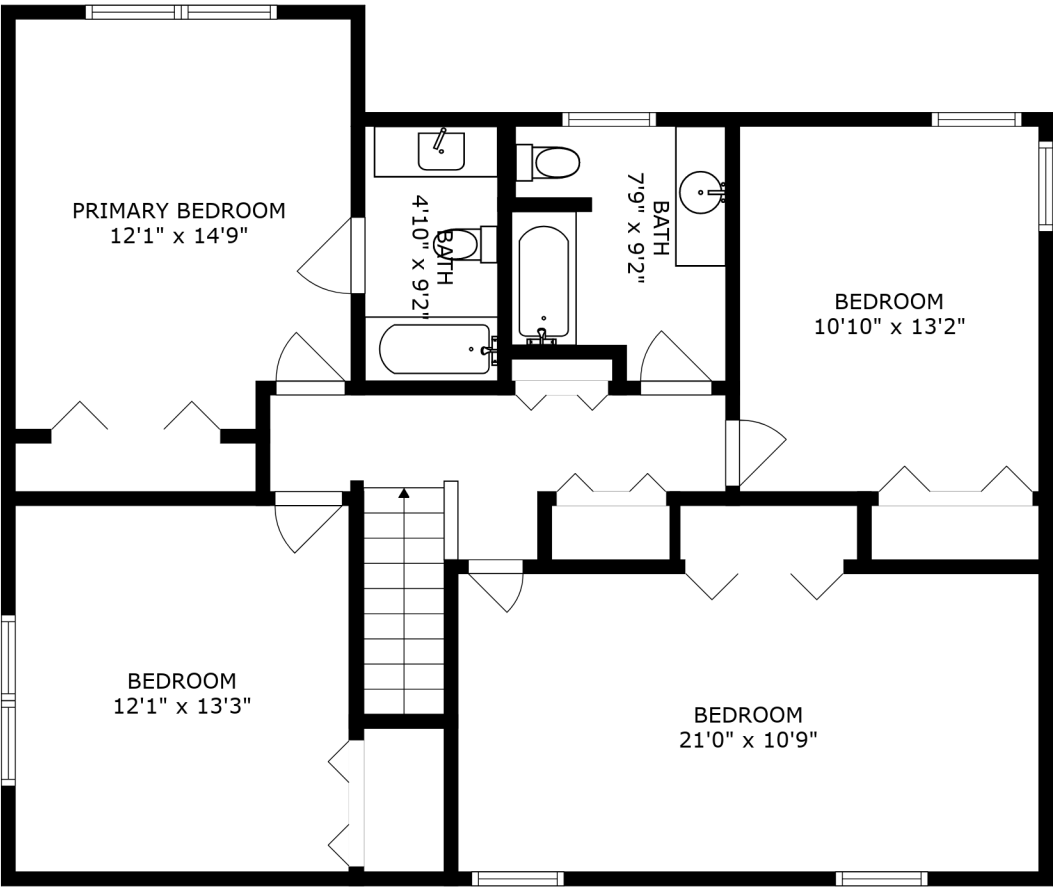 PRIMARY BEDROOM
12'1" x 14'9"
BATH
4'10" x 9'2"
BATH
7'9" x 9'2"
BEDROOM
10'10" x 13'2"
BEDROOM
12'1" x 13'3"
BEDROOM
21'0" x 10'9"